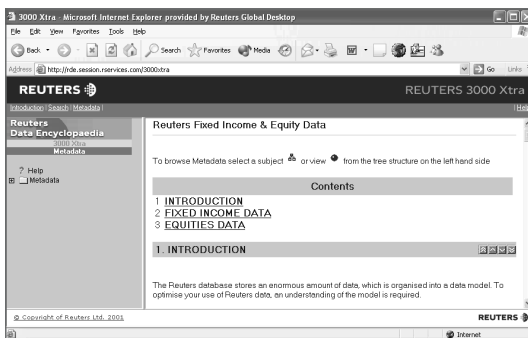 3000 Xtra - Microsoft Internet Explorer provided by Reuters Global Desktop
File Edit View Favorites Tools Help
Back Search Favorites Media
Address http://rde.session.rservices.com/3000xtra Go Links
REUTERS REUTERS 3000 Xtra
Introduction | Search | Metadata | | Help
Reuters
Data Encyclopaedia
3000 Xtra
Metadata
? Help
Metadata
Reuters Fixed Income & Equity Data
To browse Metadata select a subject or view from the tree structure on the left hand side
Contents
1 INTRODUCTION
2 FIXED INCOME DATA
3 EQUITIES DATA
1. INTRODUCTION
The Reuters database stores an enormous amount of data, which is organised into a data model. To
optimise your use of Reuters data, an understanding of the model is required.
© Copyright of Reuters Ltd. 2001 REUTERS
Internet